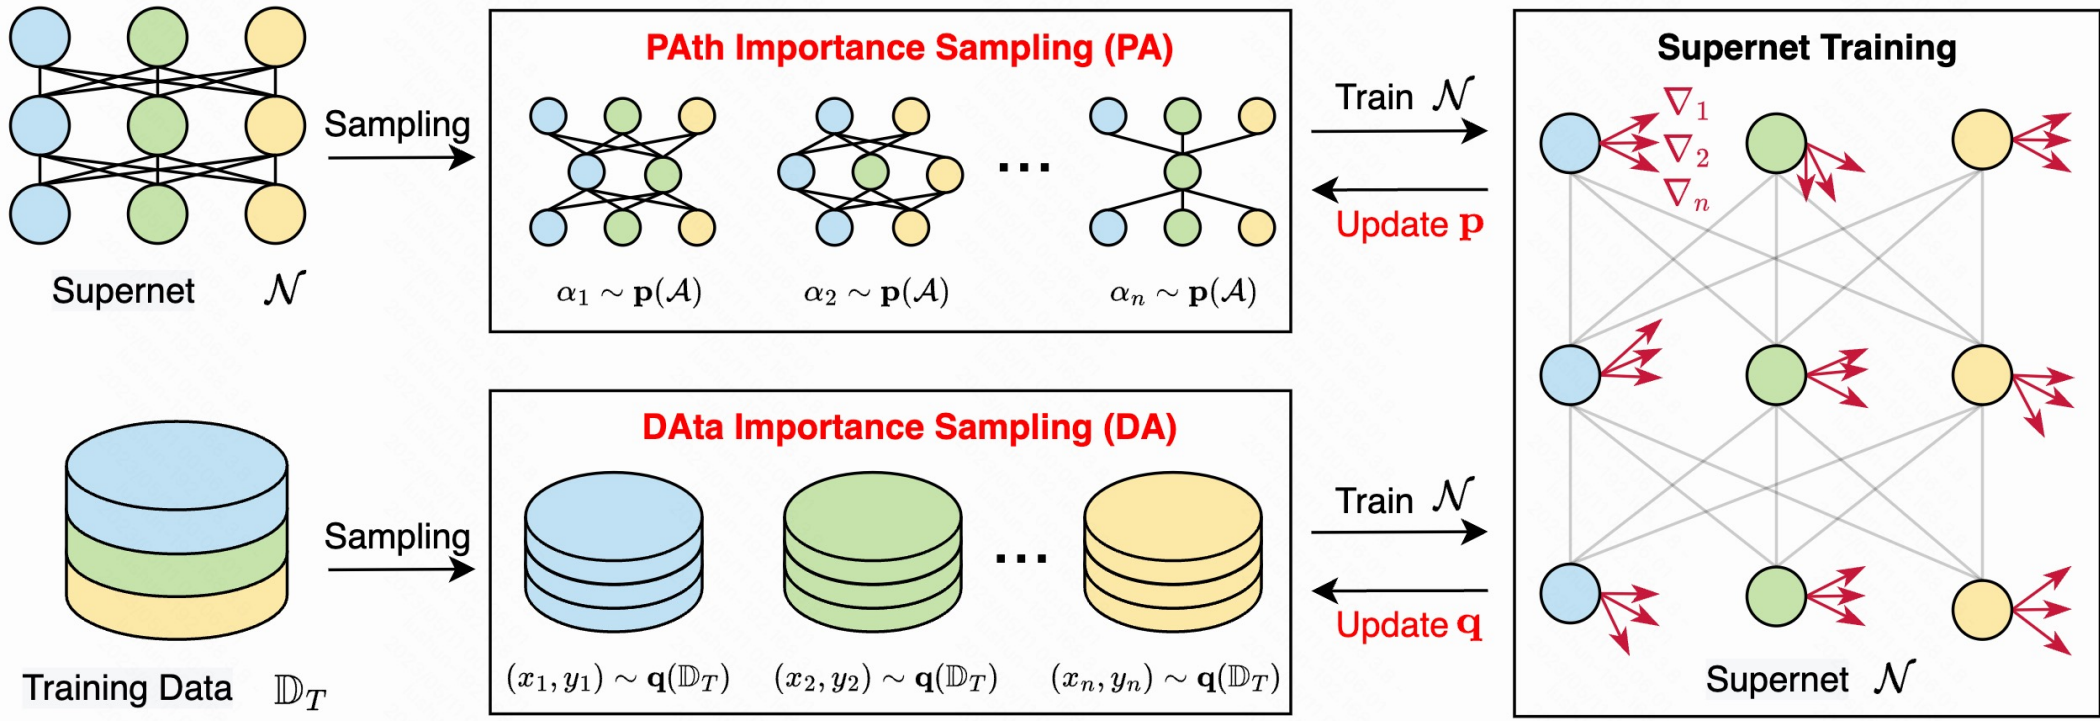 Supernet 𝒩
Sampling
PAth Importance Sampling (PA)
...
α₁ ∼ p(𝒜)
α₂ ∼ p(𝒜)
αₙ ∼ p(𝒜)
Train 𝒩
Update p
Training Data 𝔻_T
Sampling
DAta Importance Sampling (DA)
...
(x₁, y₁) ∼ q(𝔻_T)
(x₂, y₂) ∼ q(𝔻_T)
(xₙ, yₙ) ∼ q(𝔻_T)
Train 𝒩
Update q
Supernet Training
∇₁
∇₂
∇ₙ
Supernet 𝒩